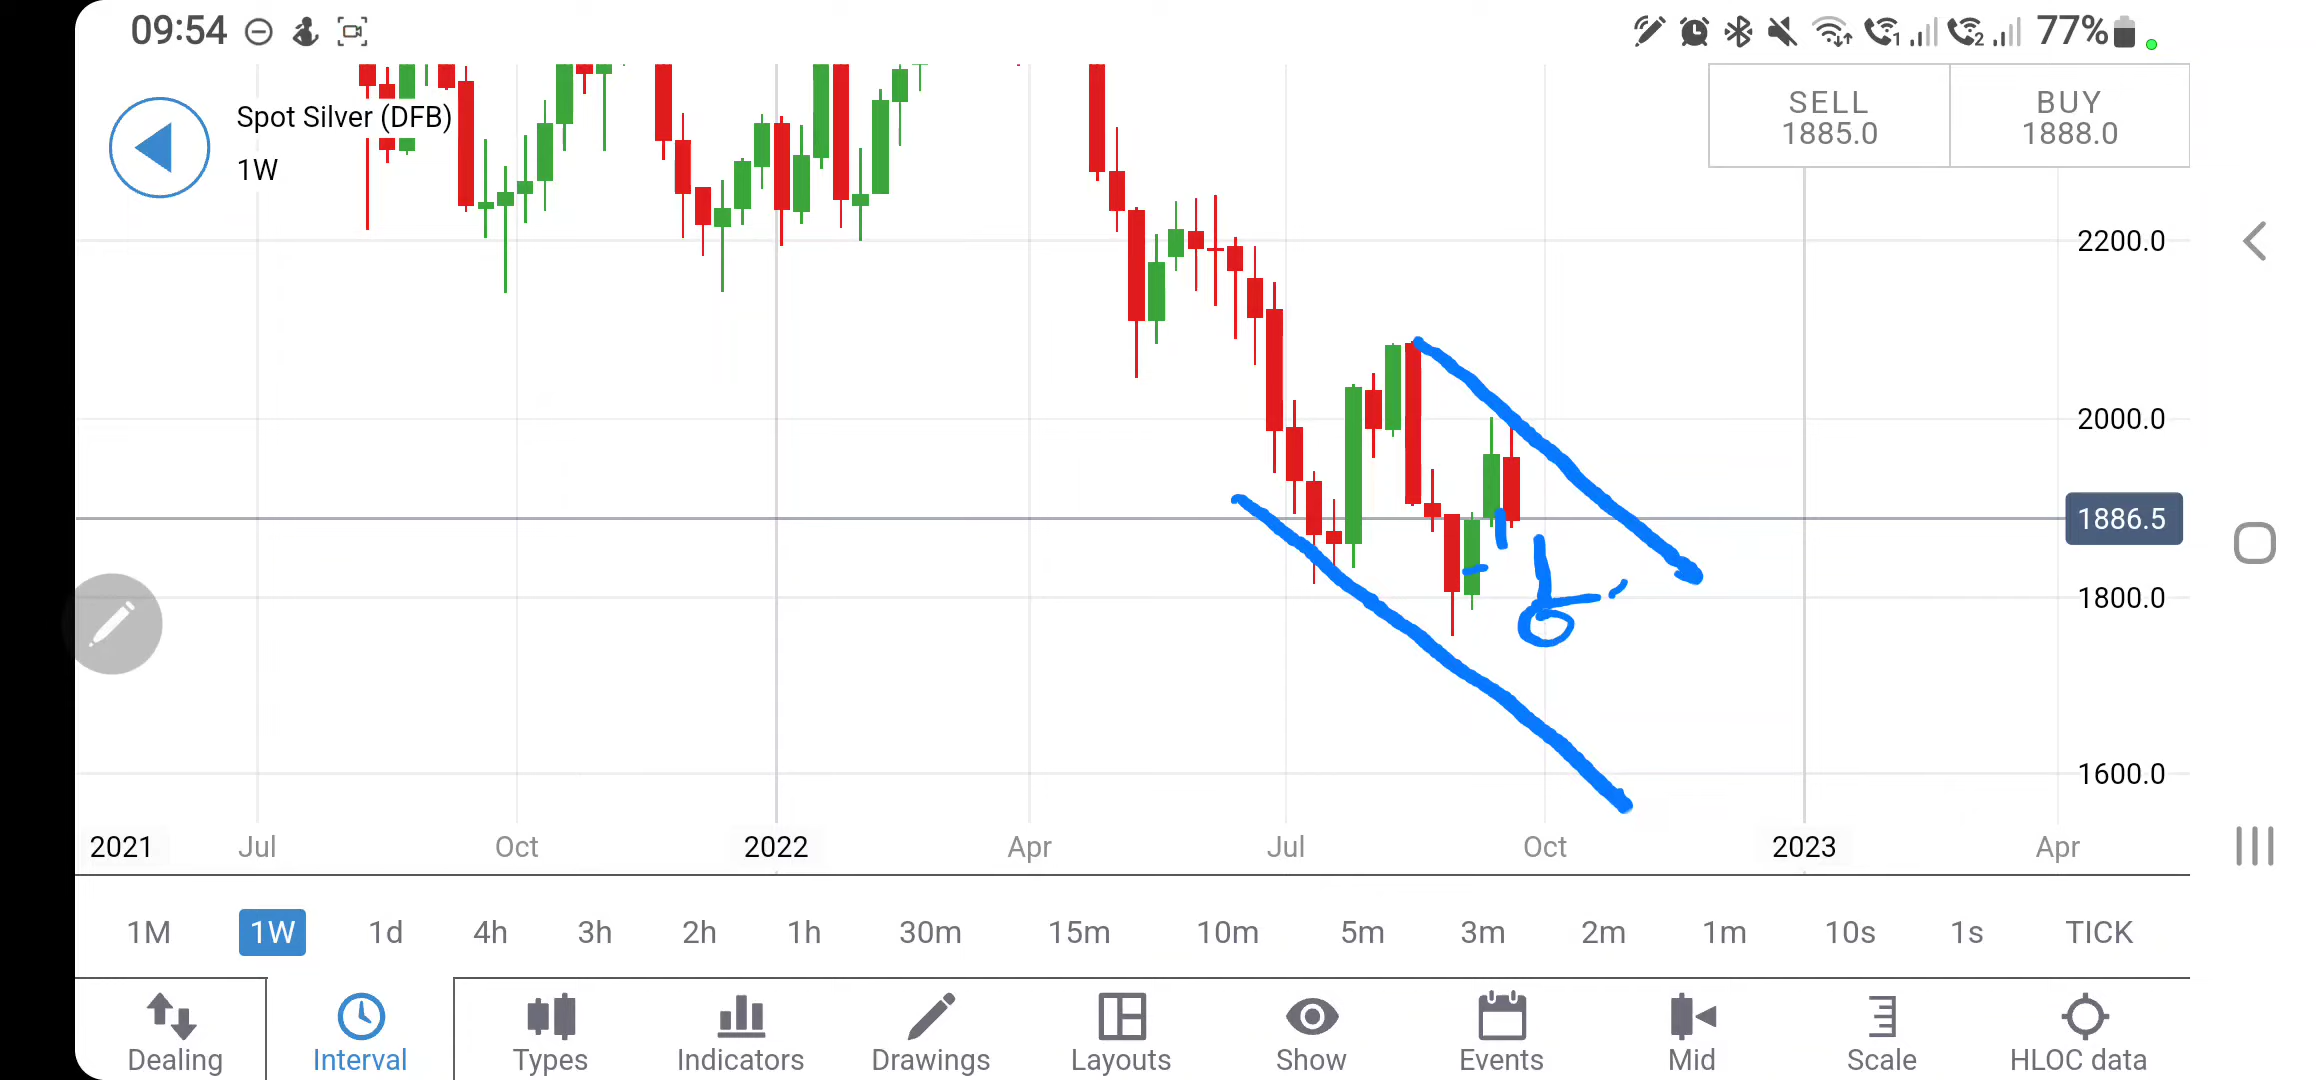 09:54 77%
Spot Silver (DFB)
1W
SELL BUY
1885.0 1888.0
2200.0
2000.0
1886.5
1800.0
1600.0
2021 Jul Oct 2022 Apr Jul Oct 2023 Apr
1M 1W 1d 4h 3h 2h 1h 30m 15m 10m 5m 3m 2m 1m 10s 1s TICK
Dealing Interval Types Indicators Drawings Layouts Show Events Mid Scale HLOC data